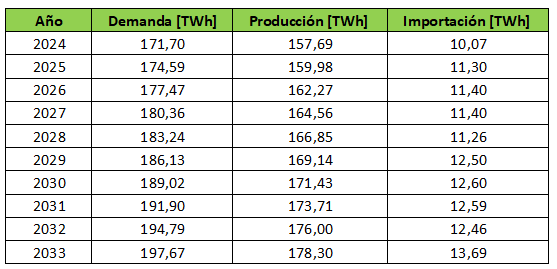 Año Demanda [TWh] Producción [TWh] Importación [TWh]
2024 171,70 157,69 10,07
2025 174,59 159,98 11,30
2026 177,47 162,27 11,40
2027 180,36 164,56 11,40
2028 183,24 166,85 11,26
2029 186,13 169,14 12,50
2030 189,02 171,43 12,60
2031 191,90 173,71 12,59
2032 194,79 176,00 12,46
2033 197,67 178,30 13,69